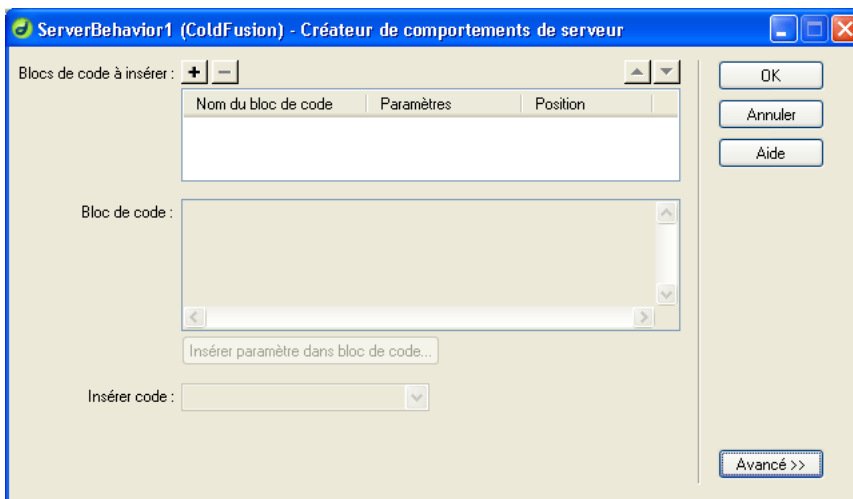 ServerBehavior1 (ColdFusion) - Créateur de comportements de serveur
Blocs de code à insérer : + −
Nom du bloc de code Paramètres Position
Bloc de code :
Insérer paramètre dans bloc de code...
Insérer code :
OK
Annuler
Aide
Avancé >>